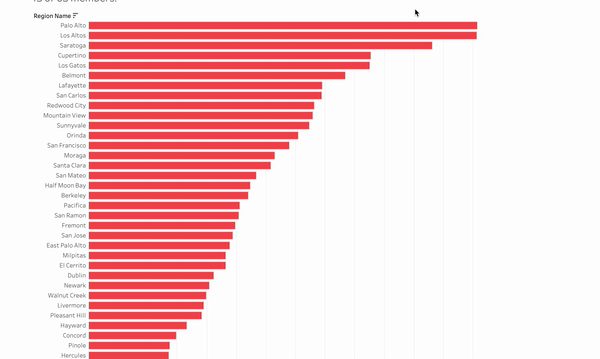 Region Name
Palo Alto
Los Altos
Saratoga
Cupertino
Los Gatos
Belmont
Lafayette
San Carlos
Redwood City
Mountain View
Sunnyvale
Orinda
San Francisco
Moraga
Santa Clara
San Mateo
Half Moon Bay
Berkeley
Pacifica
San Ramon
Fremont
San Jose
East Palo Alto
Milpitas
El Cerrito
Dublin
Newark
Walnut Creek
Livermore
Pleasant Hill
Hayward
Concord
Pinole
Hercules